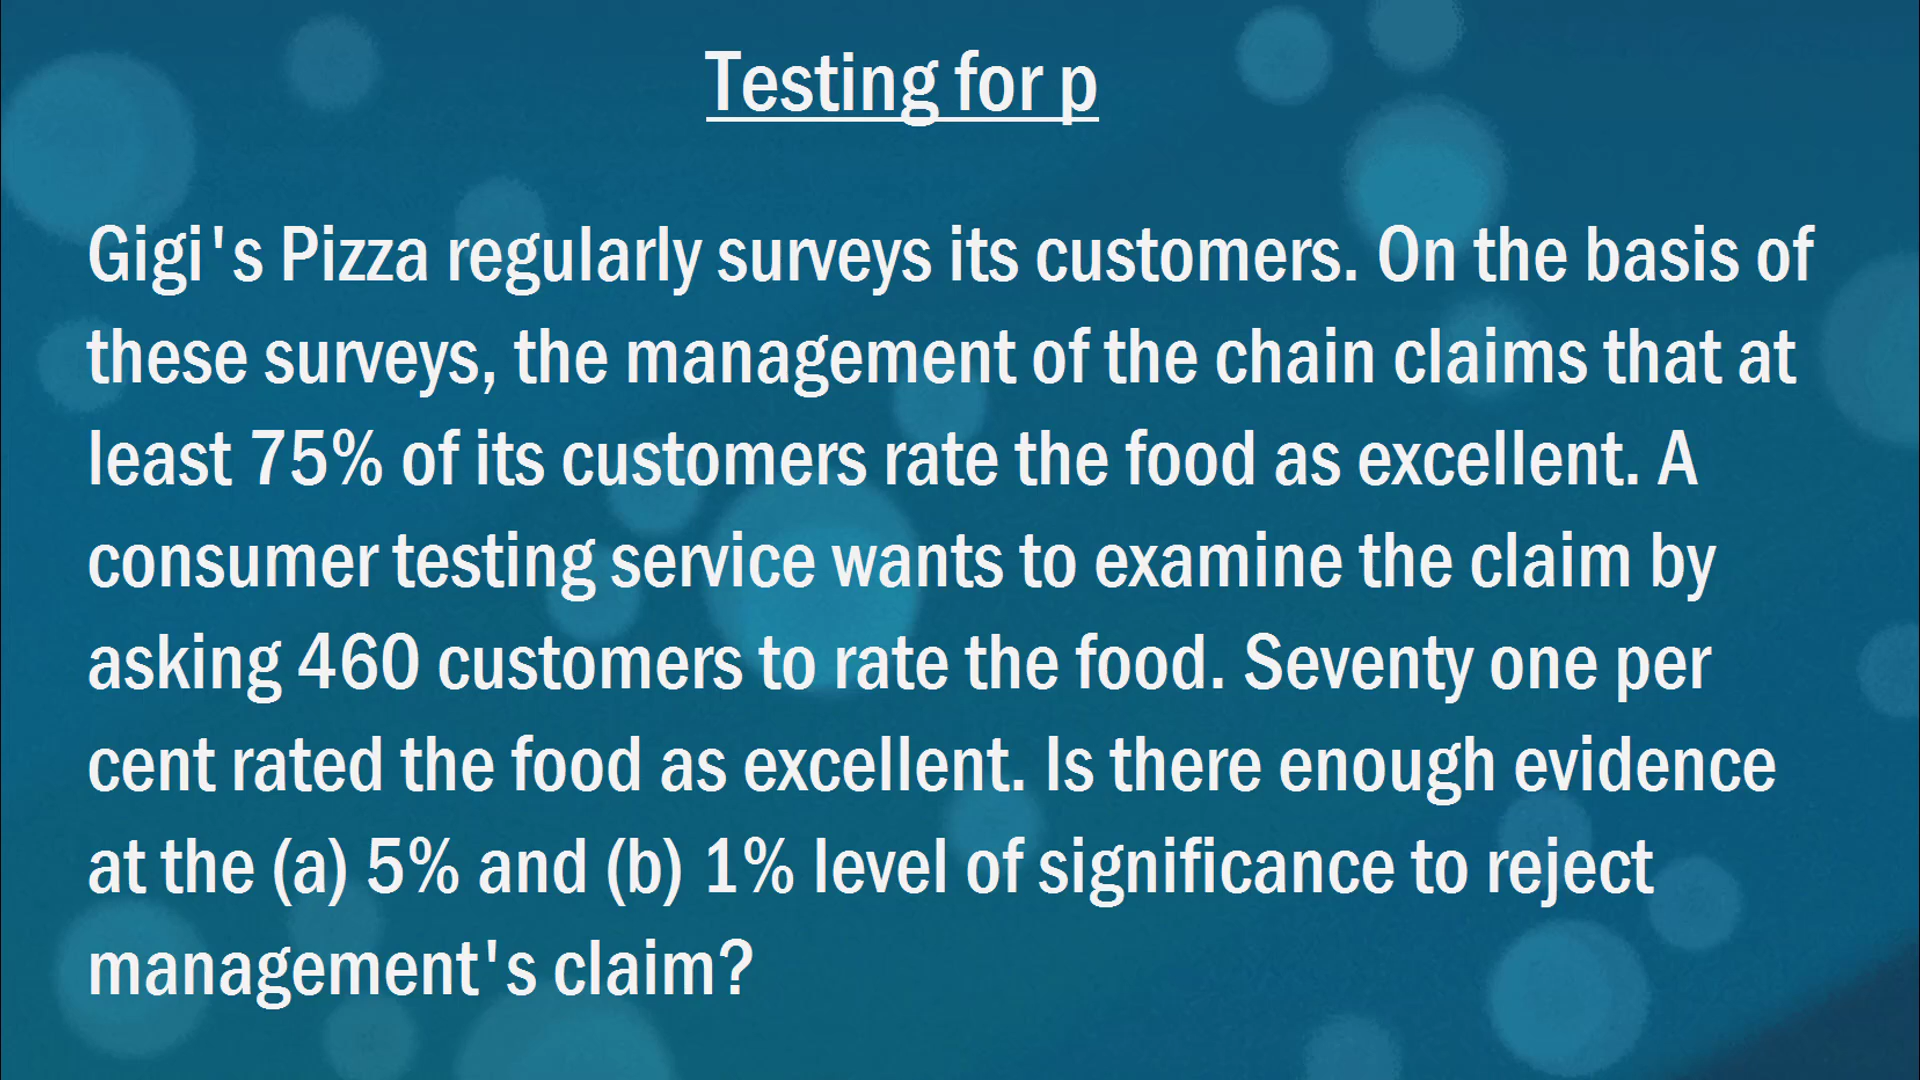 Testing for p
Gigi's Pizza regularly surveys its customers. On the basis of
these surveys, the management of the chain claims that at
least 75% of its customers rate the food as excellent. A
consumer testing service wants to examine the claim by
asking 460 customers to rate the food. Seventy one per
cent rated the food as excellent. Is there enough evidence
at the (a) 5% and (b) 1% level of significance to reject
management's claim?